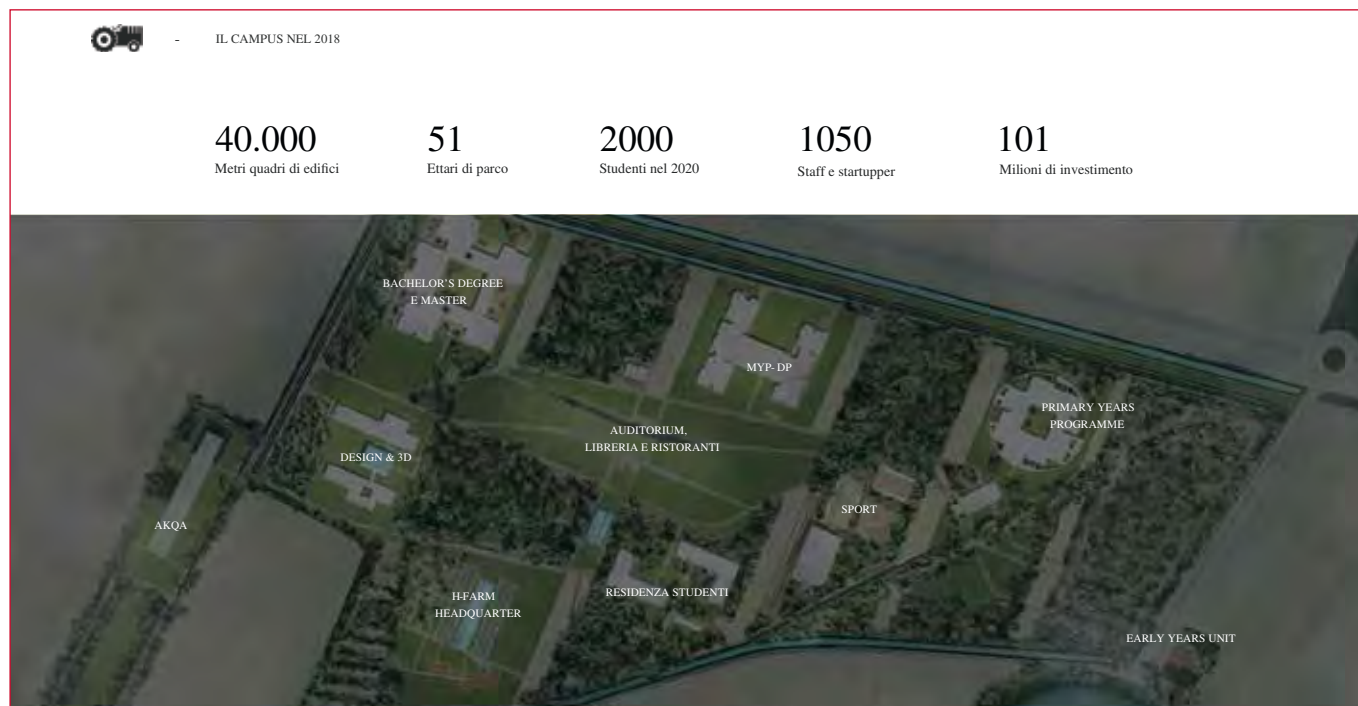 - IL CAMPUS NEL 2018
40.000
Metri quadri di edifici
51
Ettari di parco
2000
Studenti nel 2020
1050
Staff e startupper
101
Milioni di investimento
BACHELOR'S DEGREE
E MASTER
MYP- DP
PRIMARY YEARS
PROGRAMME
AUDITORIUM,
LIBRERIA E RISTORANTI
DESIGN & 3D
SPORT
AKQA
H-FARM
HEADQUARTER
RESIDENZA STUDENTI
EARLY YEARS UNIT